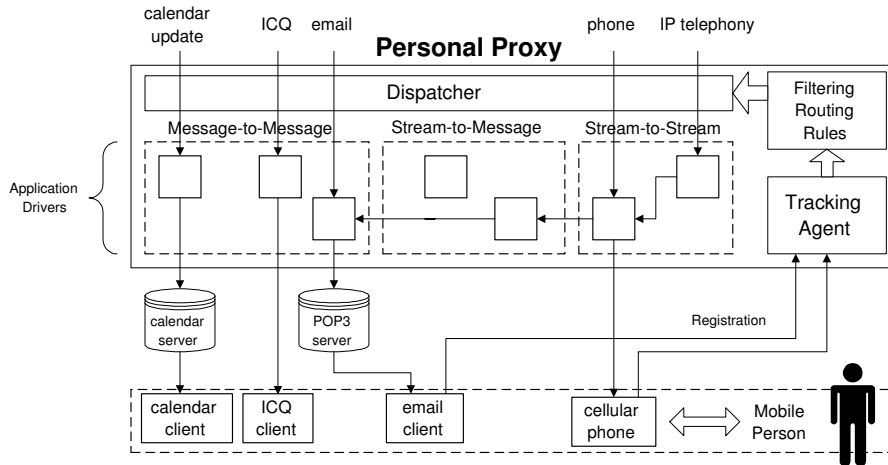 calendar update
ICQ
email
phone
IP telephony
Personal Proxy
Dispatcher
Filtering
Routing
Rules
Message-to-Message
Stream-to-Message
Stream-to-Stream
Application
Drivers
Tracking
Agent
calendar
server
POP3
server
Registration
calendar
client
ICQ
client
email
client
cellular
phone
Mobile
Person